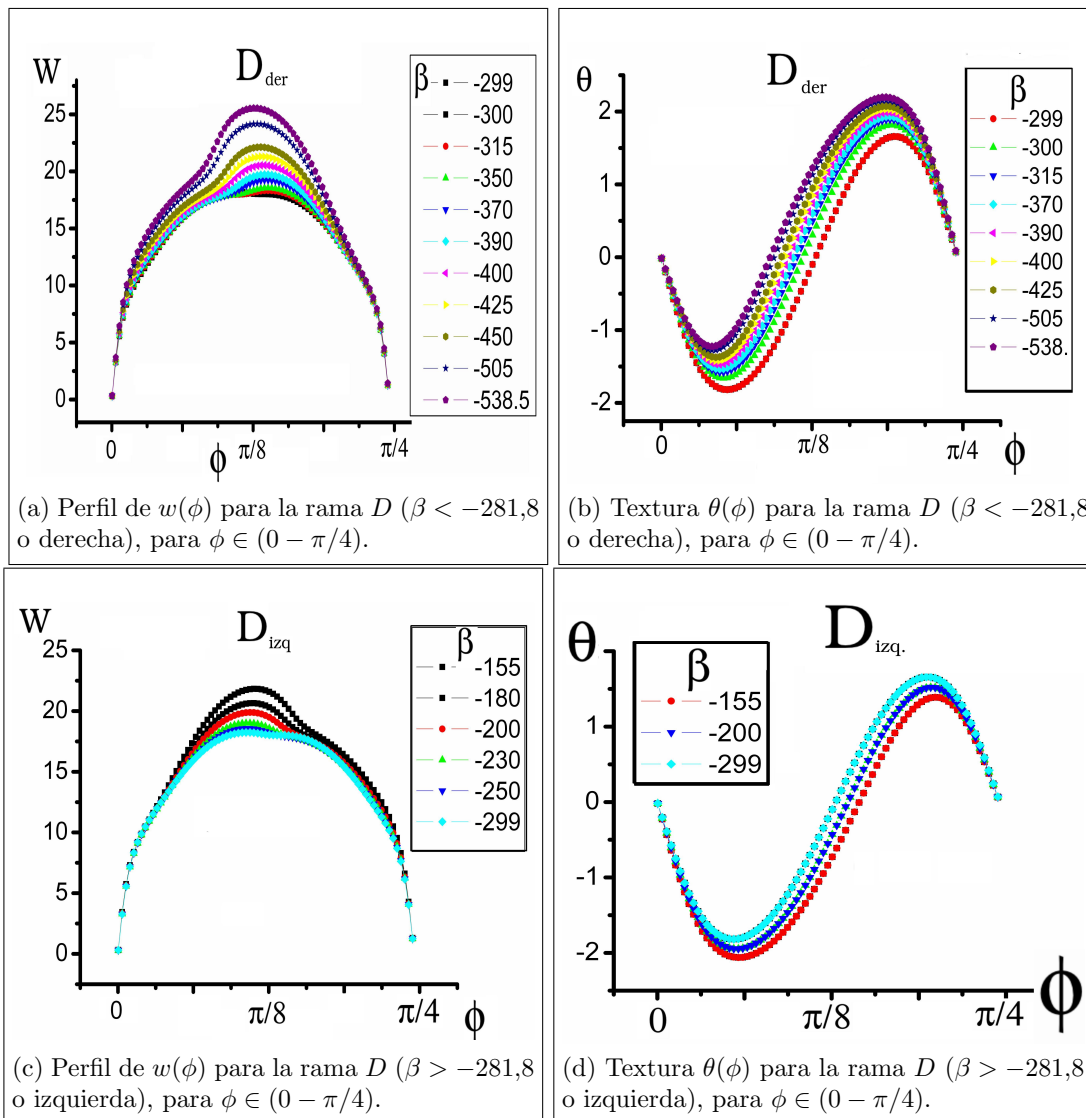 W
D der
β
-299
-300
-315
-350
-370
-390
-400
-425
-450
-505
-538.5
25
20
15
10
5
0
0
π/8
π/4
ϕ
(a) Perfil de w(ϕ) para la rama D (β < −281,8
o derecha), para ϕ ∈ (0 − π/4).
θ
D der
β
-299
-300
-315
-370
-390
-400
-425
-505
-538.
2
1
0
-1
-2
0
π/8
π/4
ϕ
(b) Textura θ(ϕ) para la rama D (β < −281,8
o derecha), para ϕ ∈ (0 − π/4).
W
D izq
β
-155
-180
-200
-230
-250
-299
25
20
15
10
5
0
0
π/8
π/4
ϕ
(c) Perfil de w(ϕ) para la rama D (β > −281,8
o izquierda), para ϕ ∈ (0 − π/4).
θ
D izq.
β
-155
-200
-299
1
0
-1
-2
0
π/8
π/4
ϕ
(d) Textura θ(ϕ) para la rama D (β > −281,8
o izquierda), para ϕ ∈ (0 − π/4).